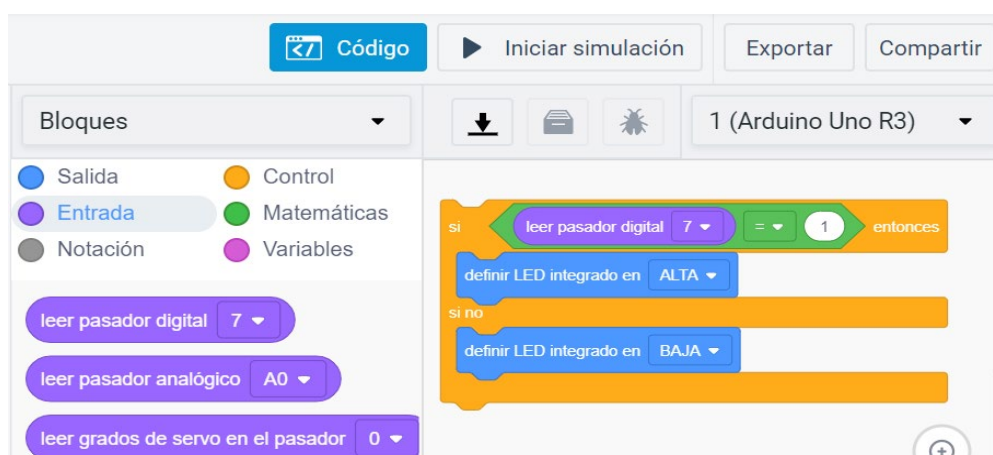 Código
Iniciar simulación
Exportar
Compartir
Bloques
1 (Arduino Uno R3)
Salida
Control
Entrada
Matemáticas
Notación
Variables
leer pasador digital 7
leer pasador analógico A0
leer grados de servo en el pasador 0
si leer pasador digital 7 = 1 entonces
definir LED integrado en ALTA
si no
definir LED integrado en BAJA